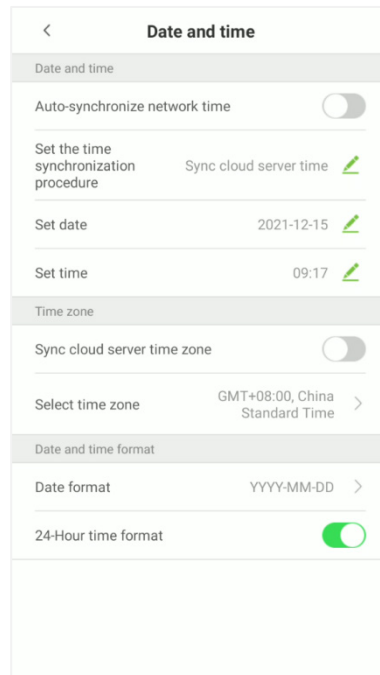 Date and time
Date and time
Auto-synchronize network time
Set the time
synchronization
procedure
Sync cloud server time
Set date
2021-12-15
Set time
09:17
Time zone
Sync cloud server time zone
Select time zone
GMT+08:00, China
Standard Time
Date and time format
Date format
YYYY-MM-DD
24-Hour time format